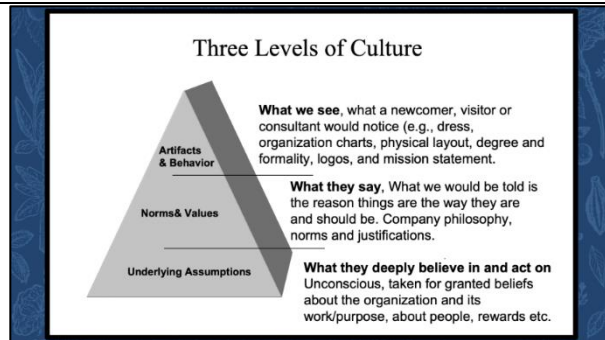 Three Levels of Culture
Artifacts
& Behavior
What we see, what a newcomer, visitor or
consultant would notice (e.g., dress,
organization charts, physical layout, degree and
formality, logos, and mission statement.
Norms& Values
What they say, What we would be told is
the reason things are the way they are
and should be. Company philosophy,
norms and justifications.
Underlying Assumptions
What they deeply believe in and act on
Unconscious, taken for granted beliefs
about the organization and its
work/purpose, about people, rewards etc.